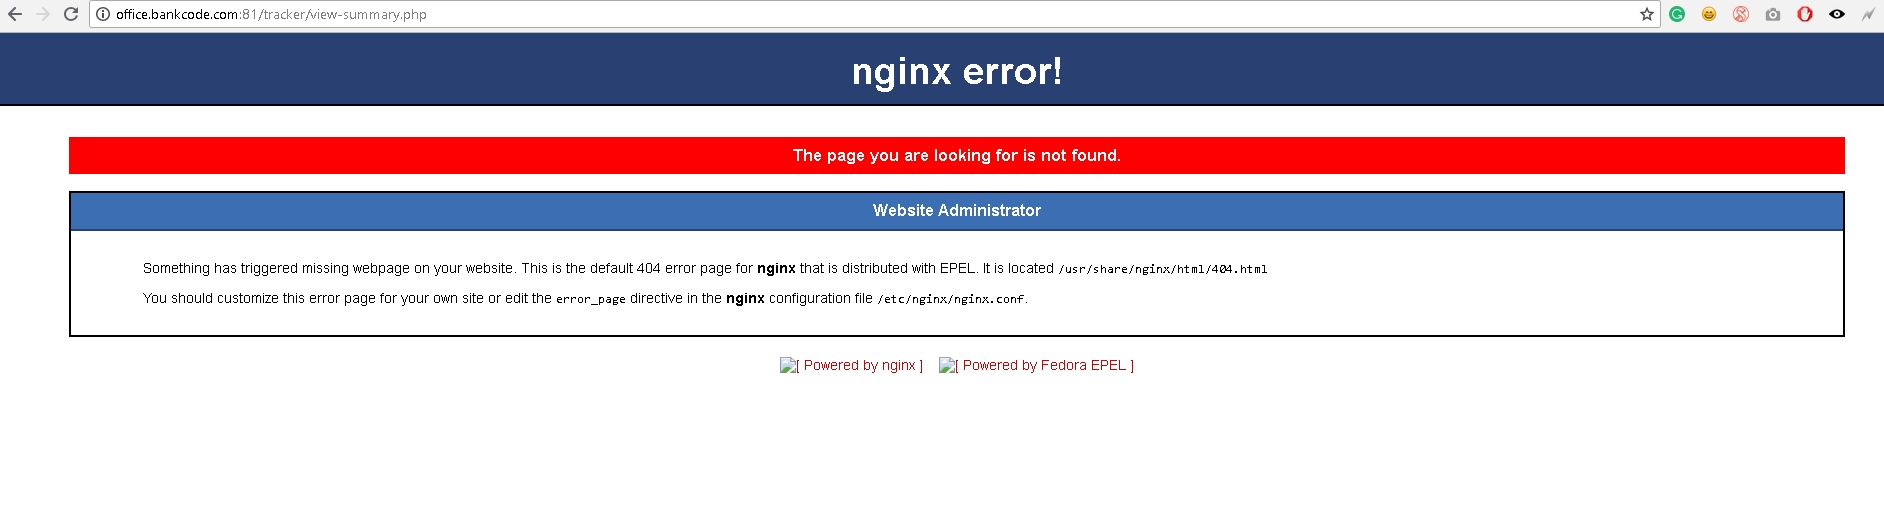 office.bankcode.com:81/tracker/view-summary.php
nginx error!
The page you are looking for is not found.
Website Administrator
Something has triggered missing webpage on your website. This is the default 404 error page for nginx that is distributed with EPEL. It is located /usr/share/nginx/html/404.html
You should customize this error page for your own site or edit the error_page directive in the nginx configuration file /etc/nginx/nginx.conf.
[ Powered by nginx ] [ Powered by Fedora EPEL ]